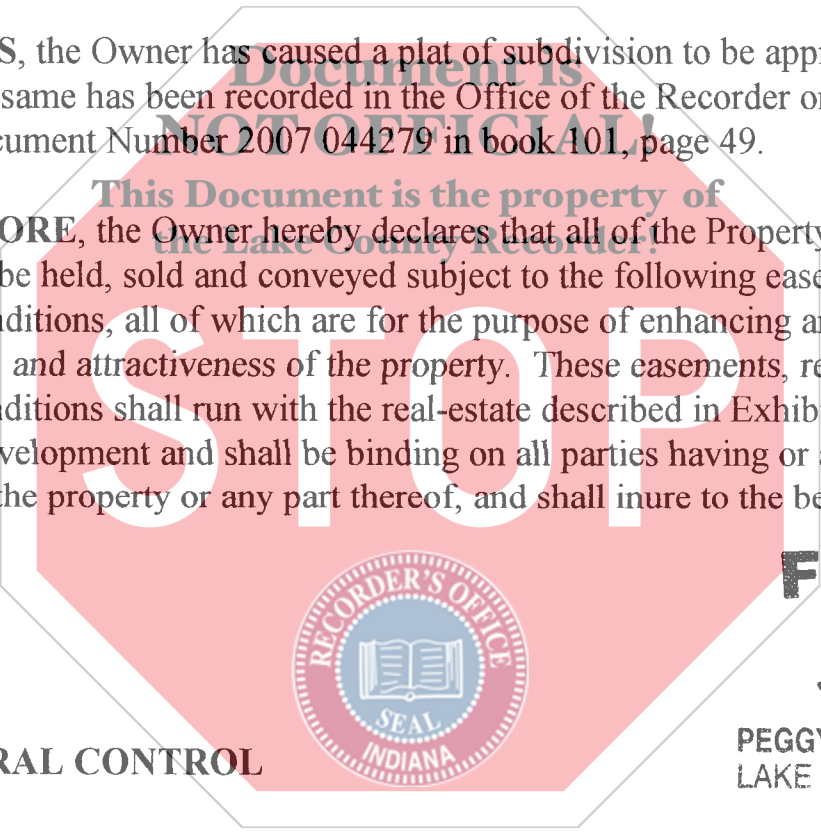 S, the Owner has caused a plat of subdivision to be appr
Document is
same has been recorded in the Office of the Recorder o
NOT OFFICIAL!
cument Number 2007 044279 in book 101, page 49.
This Document is the property of
the Lake County Recorder!
ORE, the Owner hereby declares that all of the Property
be held, sold and conveyed subject to the following ease
nditions, all of which are for the purpose of enhancing a
and attractiveness of the property. These easements, re
nditions shall run with the real-estate described in Exhib
velopment and shall be binding on all parties having or a
the property or any part thereof, and shall inure to the be
STOP
F
RECORDER'S OFFICE
SEAL
INDIANA
PEGGY
RAL CONTROL
LAKE